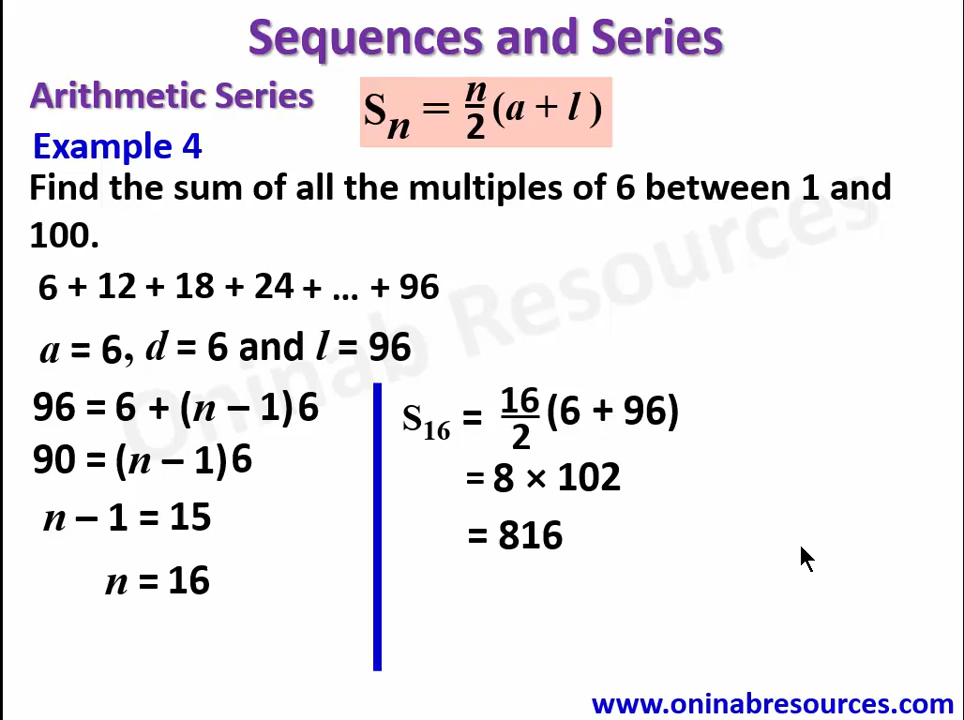 Sequences and Series
Arithmetic Series
Sn = n/2 (a + l)
Example 4
Find the sum of all the multiples of 6 between 1 and
100.
6 + 12 + 18 + 24 + ... + 96
a = 6, d = 6 and l = 96
96 = 6 + (n – 1)6
90 = (n – 1)6
n – 1 = 15
n = 16
S16 = 16/2 (6 + 96)
= 8 × 102
= 816
Oninab Resources
www.oninabresources.com